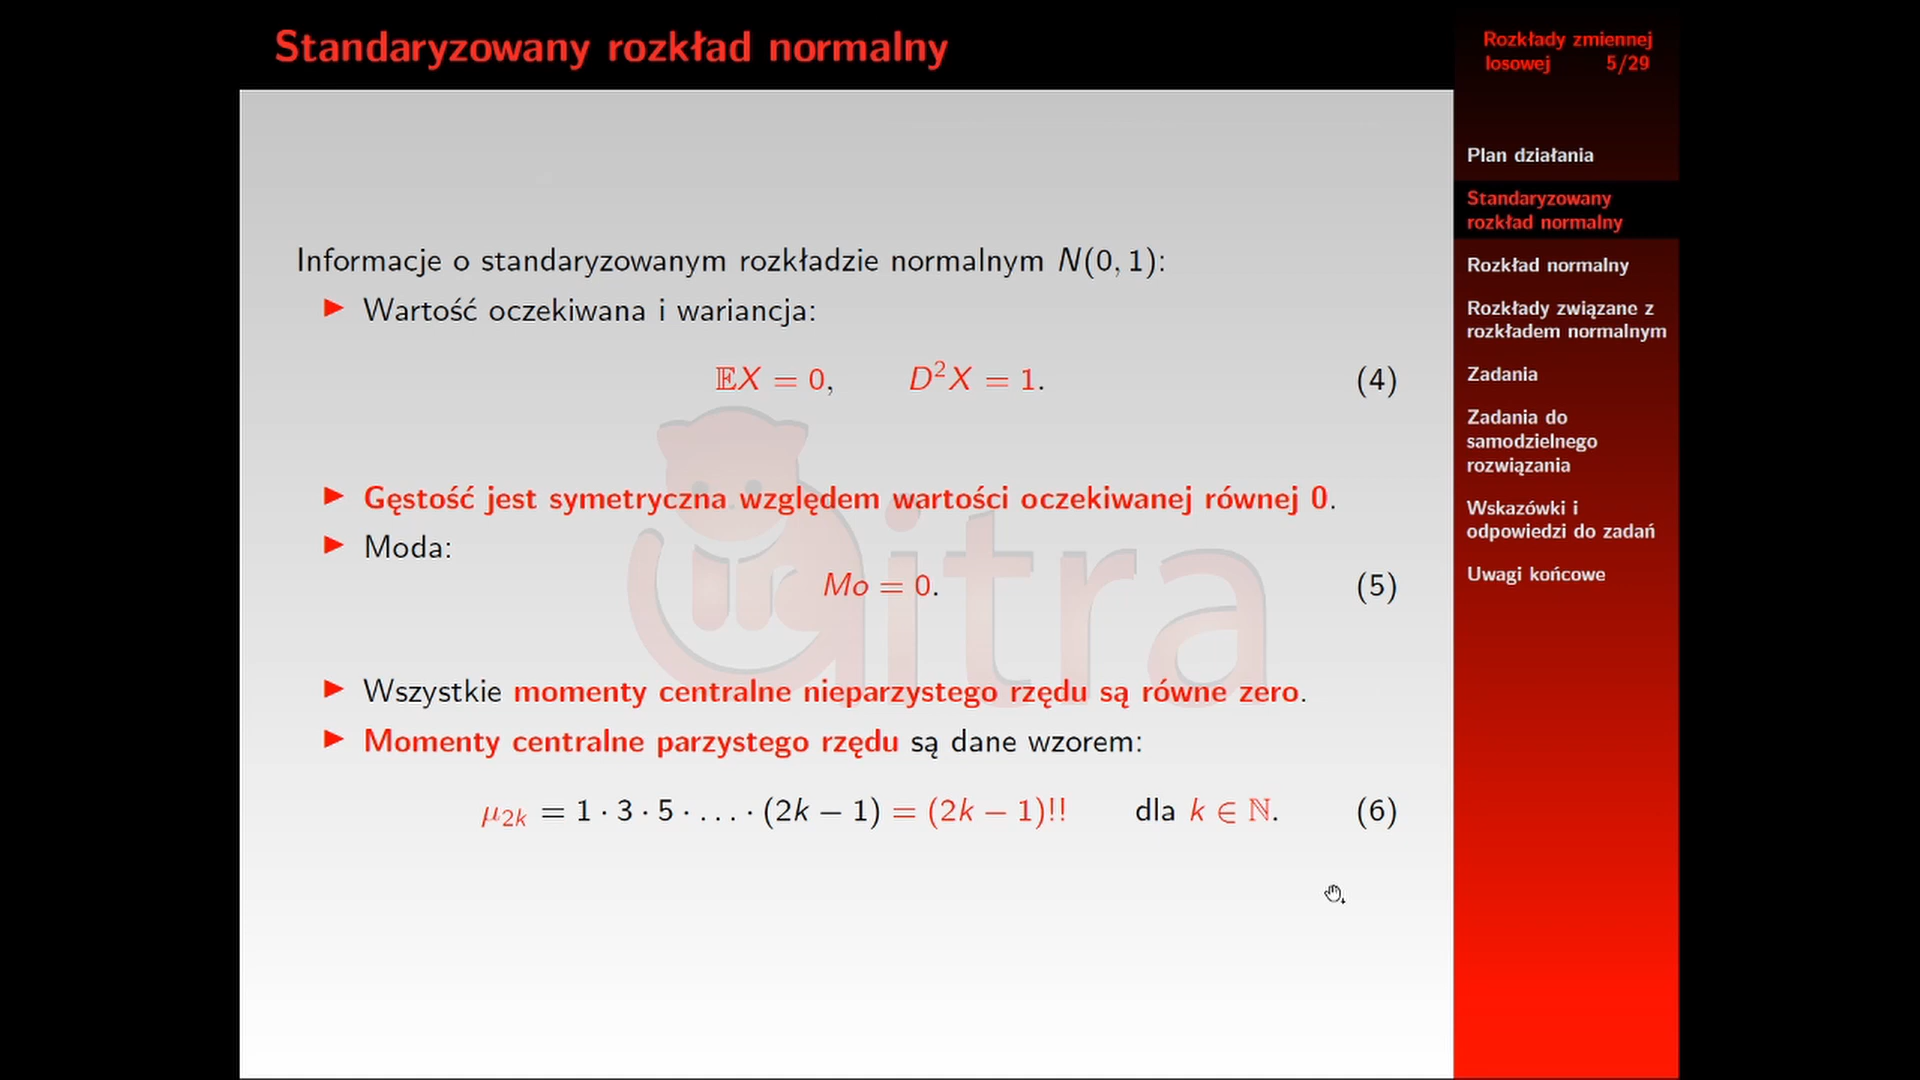 Standaryzowany rozkład normalny
Informacje o standaryzowanym rozkładzie normalnym N(0, 1):
Wartość oczekiwana i wariancja:
𝔼X = 0, D²X = 1. (4)
Gęstość jest symetryczna względem wartości oczekiwanej równej 0.
Moda:
Mo = 0. (5)
Wszystkie momenty centralne nieparzystego rzędu są równe zero.
Momenty centralne parzystego rzędu są dane wzorem:
μ₂ₖ = 1 · 3 · 5 · . . . · (2k − 1) = (2k − 1)!! dla k ∈ ℕ. (6)
aitra
Rozkłady zmiennej
losowej 5/29
Plan działania
Standaryzowany
rozkład normalny
Rozkład normalny
Rozkłady związane z
rozkładem normalnym
Zadania
Zadania do
samodzielnego
rozwiązania
Wskazówki i
odpowiedzi do zadań
Uwagi końcowe